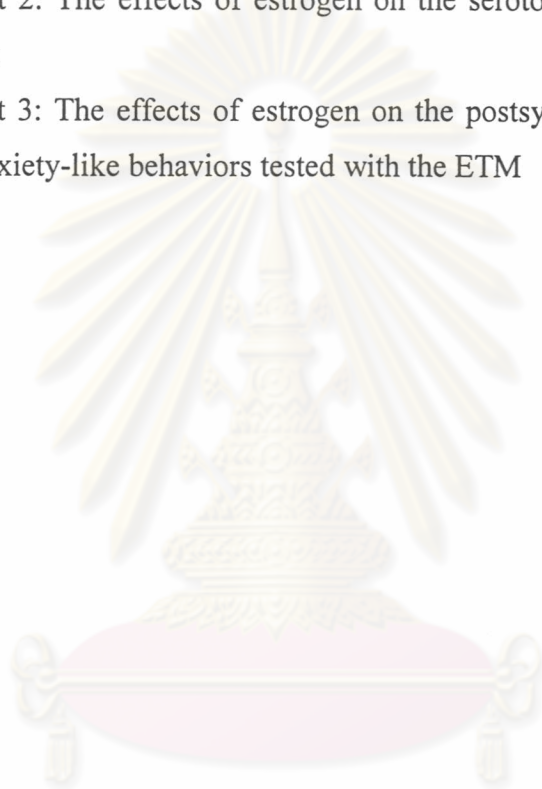 t 2: The effects of estrogen on the seroto
t 3: The effects of estrogen on the postsy
xiety-like behaviors tested with the ETM